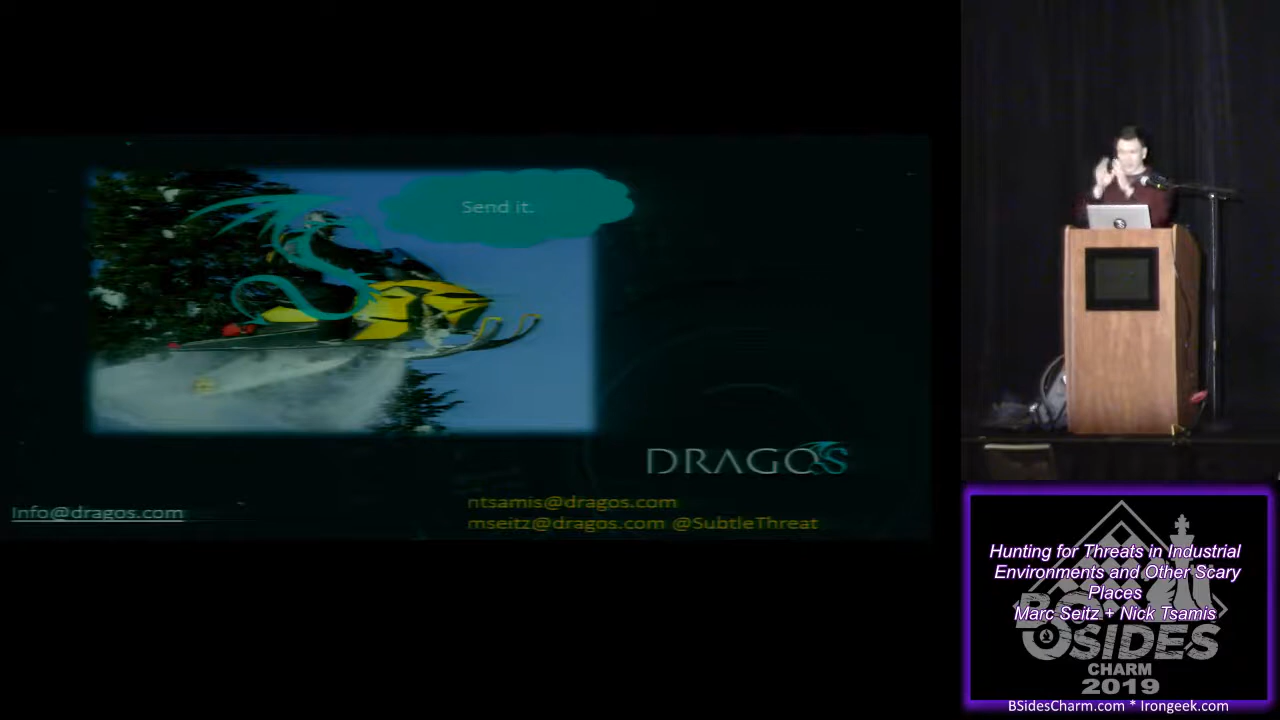 Send it.
DRAGOS
Info@dragos.com
ntsamis@dragos.com
mseitz@dragos.com @SubtleThreat
Hunting for Threats in Industrial
Environments and Other Scary
Places
Marc Seitz + Nick Tsamis
BSIDES
CHARM
2019
BSidesCharm.com * Irongeek.com